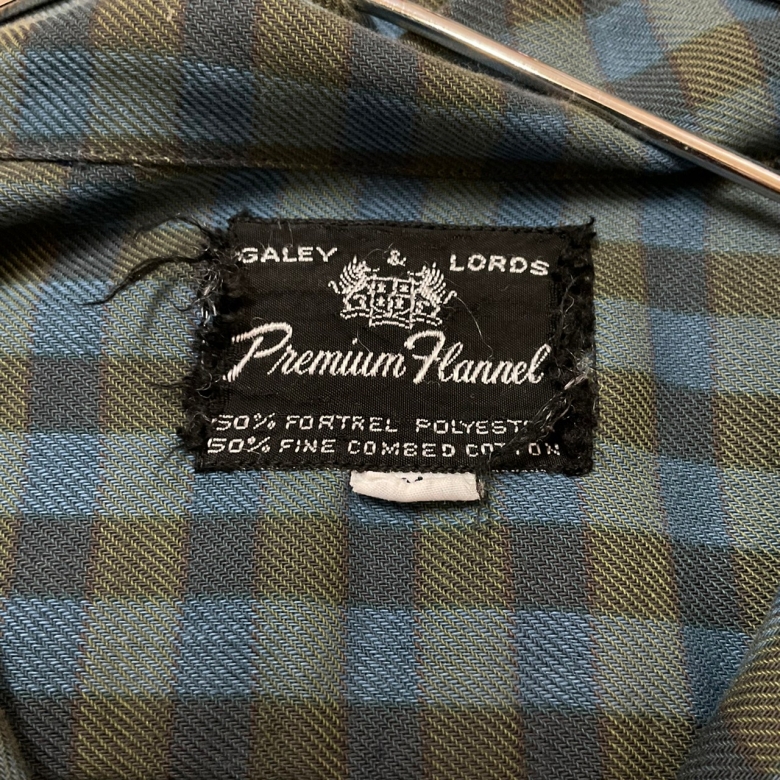 GALEY & LORDS
Premium Flannel
50% FORTREL POLYEST
50% FINE COMBED COTTON